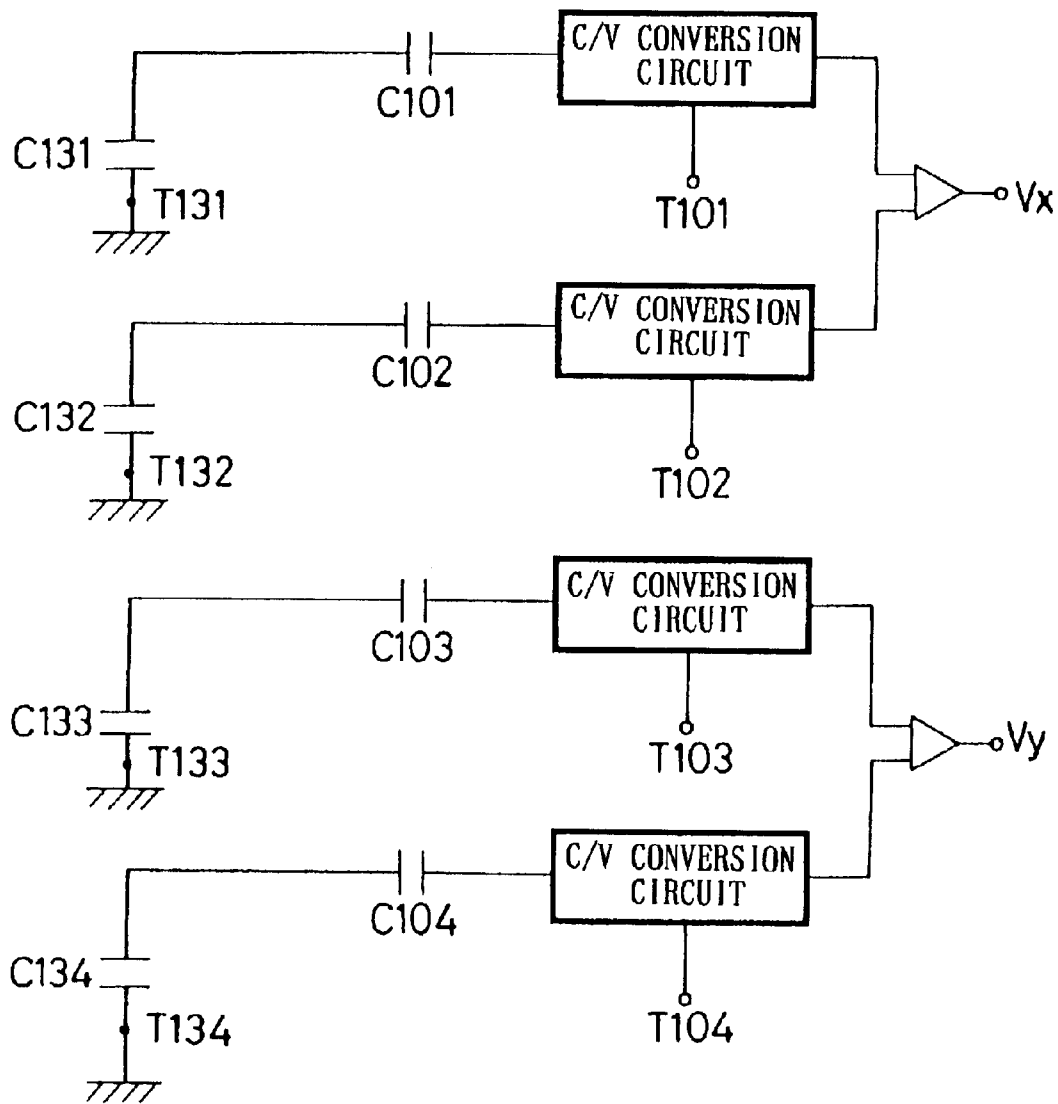 C/V CONVERSION
CIRCUIT
C101
C131
T131
T101
Vx
C/V CONVERSION
CIRCUIT
C102
C132
T132
T102
C/V CONVERSION
CIRCUIT
C103
C133
T133
T103
Vy
C/V CONVERSION
CIRCUIT
C104
C134
T134
T104